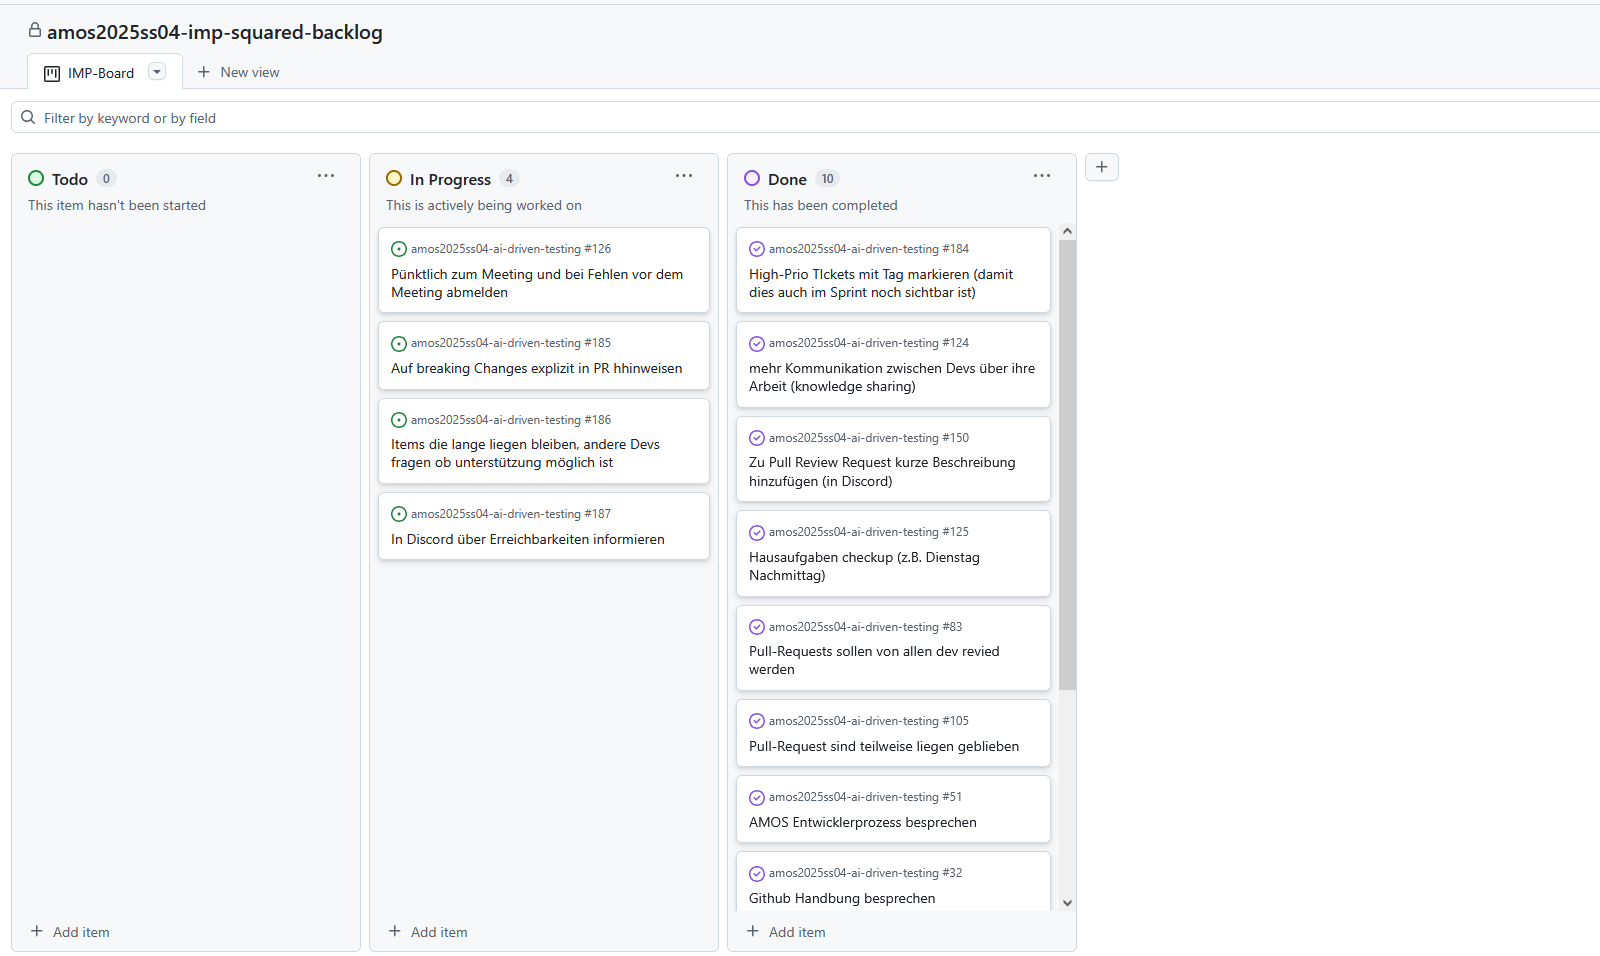 amos2025ss04-imp-squared-backlog
IMP-Board
New view
Filter by keyword or by field
Todo 0
This item hasn't been started
Add item
In Progress 4
This is actively being worked on
amos2025ss04-ai-driven-testing #126
Pünktlich zum Meeting und bei Fehlen vor dem
Meeting abmelden
amos2025ss04-ai-driven-testing #185
Auf breaking Changes explizit in PR hhinweisen
amos2025ss04-ai-driven-testing #186
Items die lange liegen bleiben, andere Devs
fragen ob unterstützung möglich ist
amos2025ss04-ai-driven-testing #187
In Discord über Erreichbarkeiten informieren
Add item
Done 10
This has been completed
amos2025ss04-ai-driven-testing #184
High-Prio TIckets mit Tag markieren (damit
dies auch im Sprint noch sichtbar ist)
amos2025ss04-ai-driven-testing #124
mehr Kommunikation zwischen Devs über ihre
Arbeit (knowledge sharing)
amos2025ss04-ai-driven-testing #150
Zu Pull Review Request kurze Beschreibung
hinzufügen (in Discord)
amos2025ss04-ai-driven-testing #125
Hausaufgaben checkup (z.B. Dienstag
Nachmittag)
amos2025ss04-ai-driven-testing #83
Pull-Requests sollen von allen dev revied
werden
amos2025ss04-ai-driven-testing #105
Pull-Request sind teilweise liegen geblieben
amos2025ss04-ai-driven-testing #51
AMOS Entwicklerprozess besprechen
amos2025ss04-ai-driven-testing #32
Github Handbung besprechen
Add item